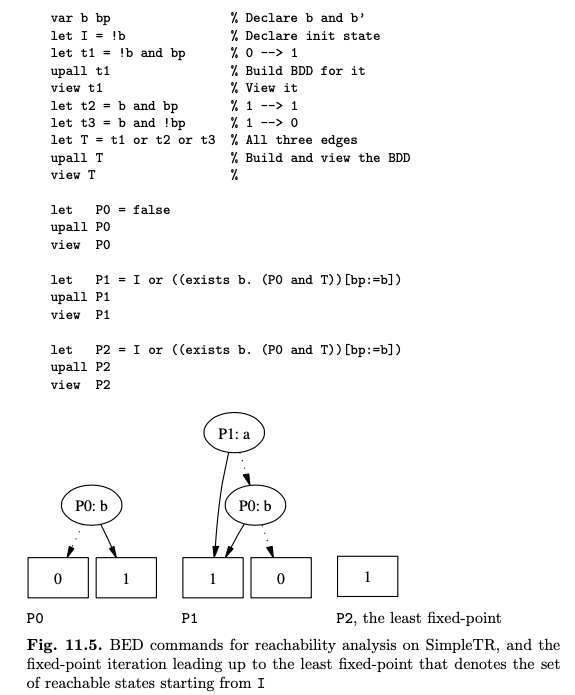 var b bp % Declare b and b’
let I = !b % Declare init state
let t1 = !b and bp % 0 --> 1
upall t1 % Build BDD for it
view t1 % View it
let t2 = b and bp % 1 --> 1
let t3 = b and !bp % 1 --> 0
let T = t1 or t2 or t3 % All three edges
upall T % Build and view the BDD
view T %
let P0 = false
upall P0
view P0
let P1 = I or ((exists b. (P0 and T))[bp:=b])
upall P1
view P1
let P2 = I or ((exists b. (P0 and T))[bp:=b])
upall P2
view P2
P1: a
P0: b P0: b
0 1 1 0 1
P0 P1 P2, the least fixed-point
Fig. 11.5. BED commands for reachability analysis on SimpleTR, and the
fixed-point iteration leading up to the least fixed-point that denotes the set
of reachable states starting from I